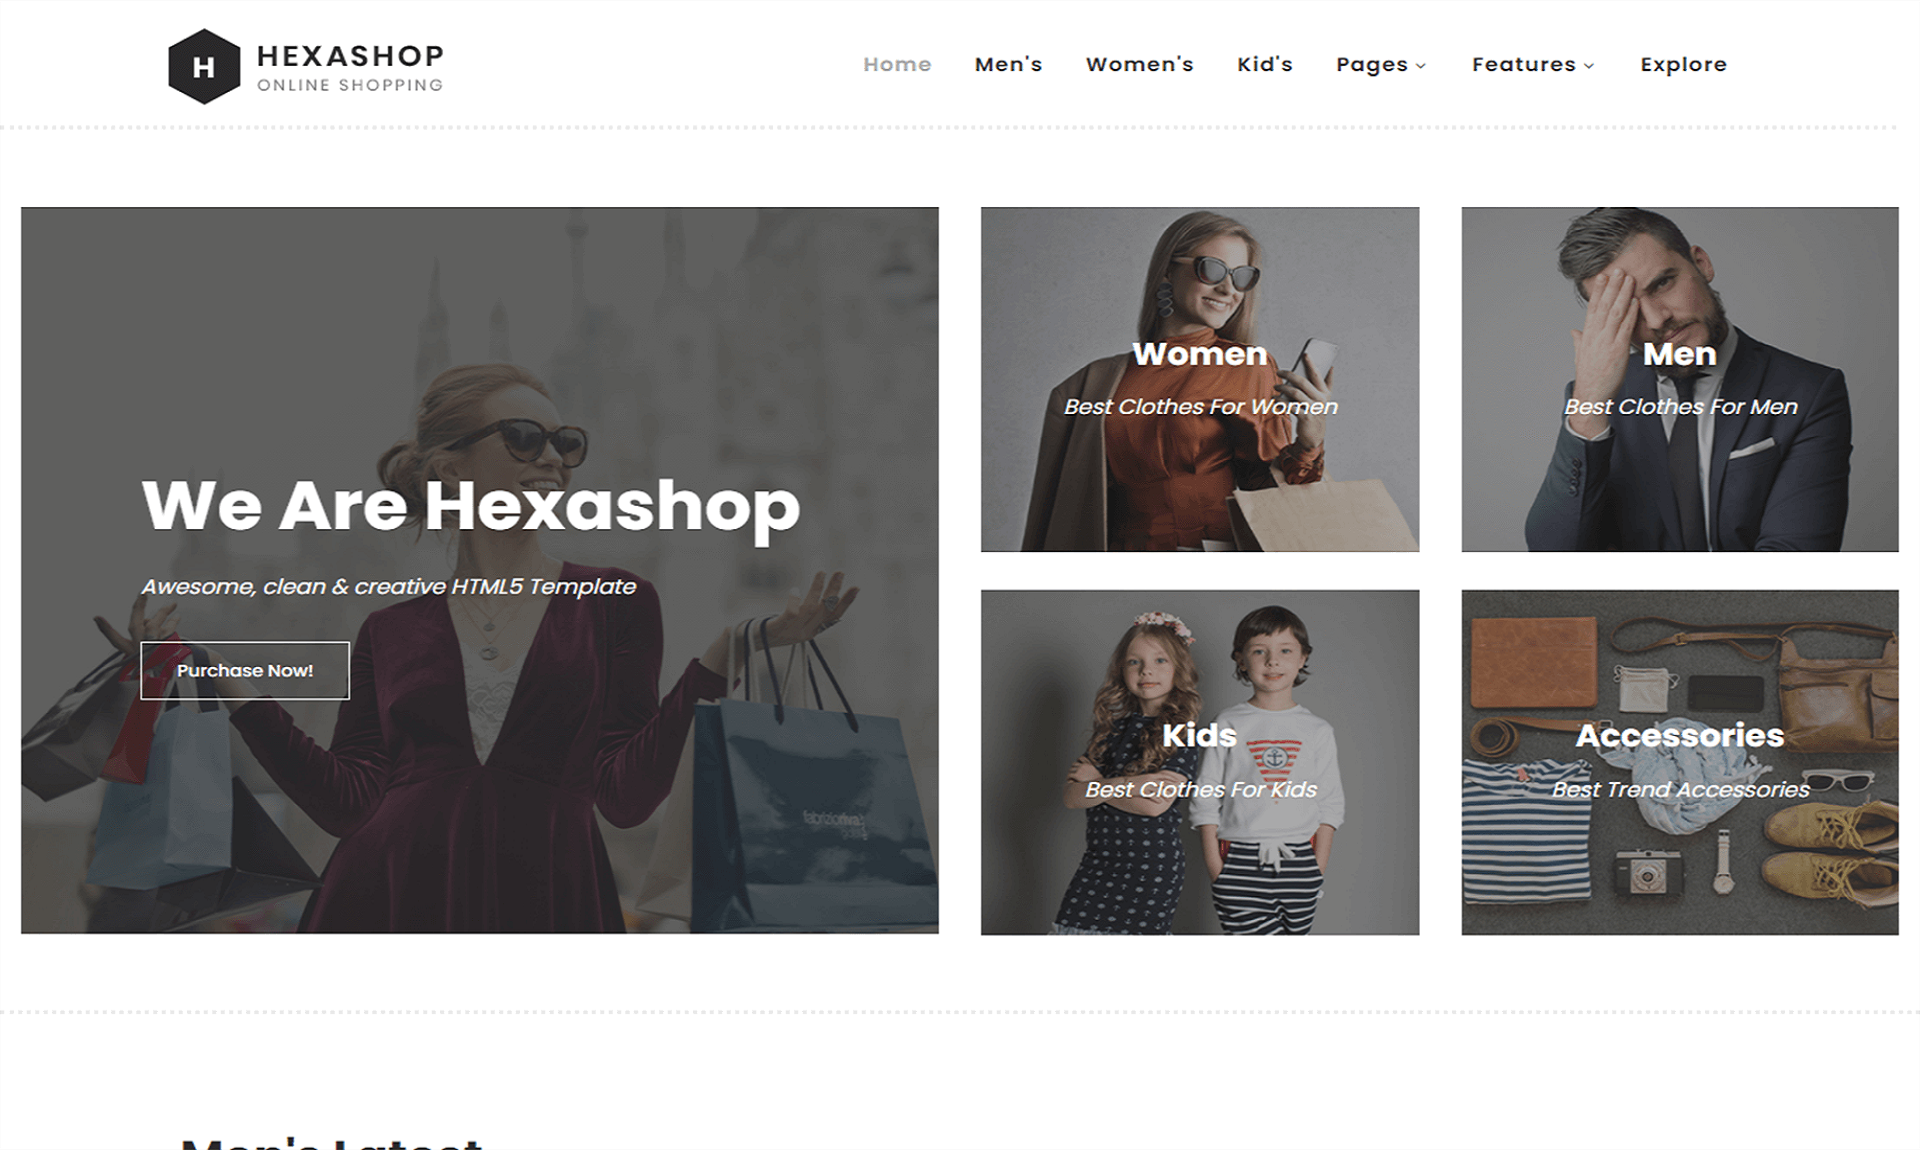 H
HEXASHOP
ONLINE SHOPPING
Home Men's Women's Kid's Pages Features Explore
We Are Hexashop
Awesome, clean & creative HTML5 Template
Purchase Now!
Women
Best Clothes For Women
Men
Best Clothes For Men
Kids
Best Clothes For Kids
Accessories
Best Trend Accessories
Men's Latest